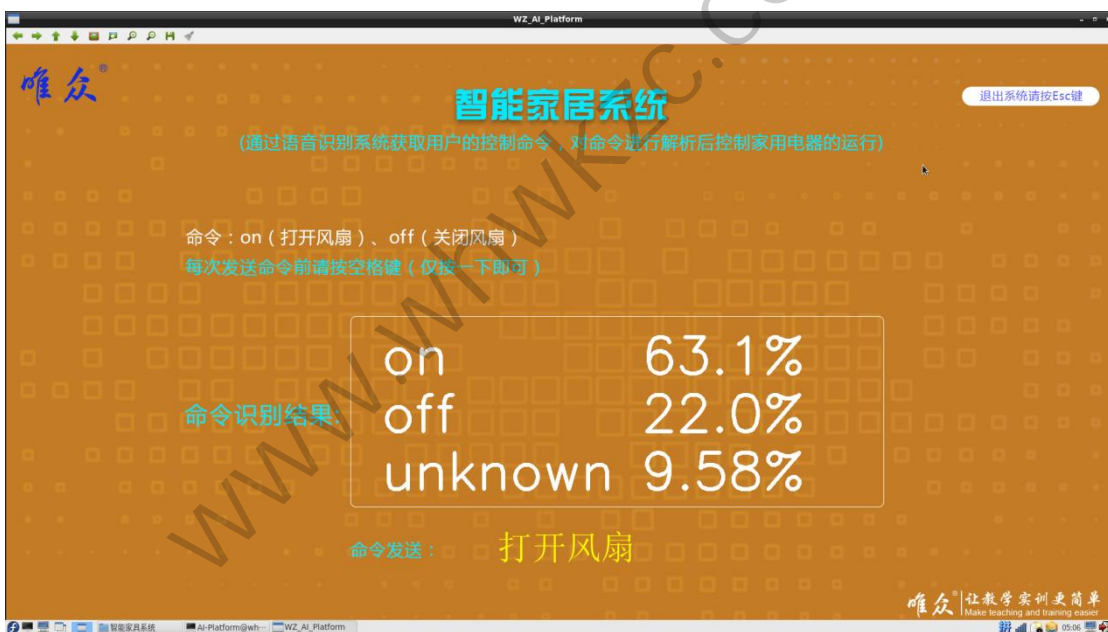 WZ_AI_Platform
唯众®
智能家居系统
退出系统请按Esc键
(通过语音识别系统获取用户的控制命令，对命令进行解析后控制家用电器的运行)
命令：on（打开风扇）、off（关闭风扇）
每次发送命令前请按空格键（仅按一下即可）
on 63.1%
off 22.0%
unknown 9.58%
命令识别结果:
命令发送： 打开风扇
唯众® 让教学实训更简单
Make teaching and training easier
智能家具系统 AI-Platform@wh··· WZ_AI_Platform 拼 05:06
www.whwkzc.co